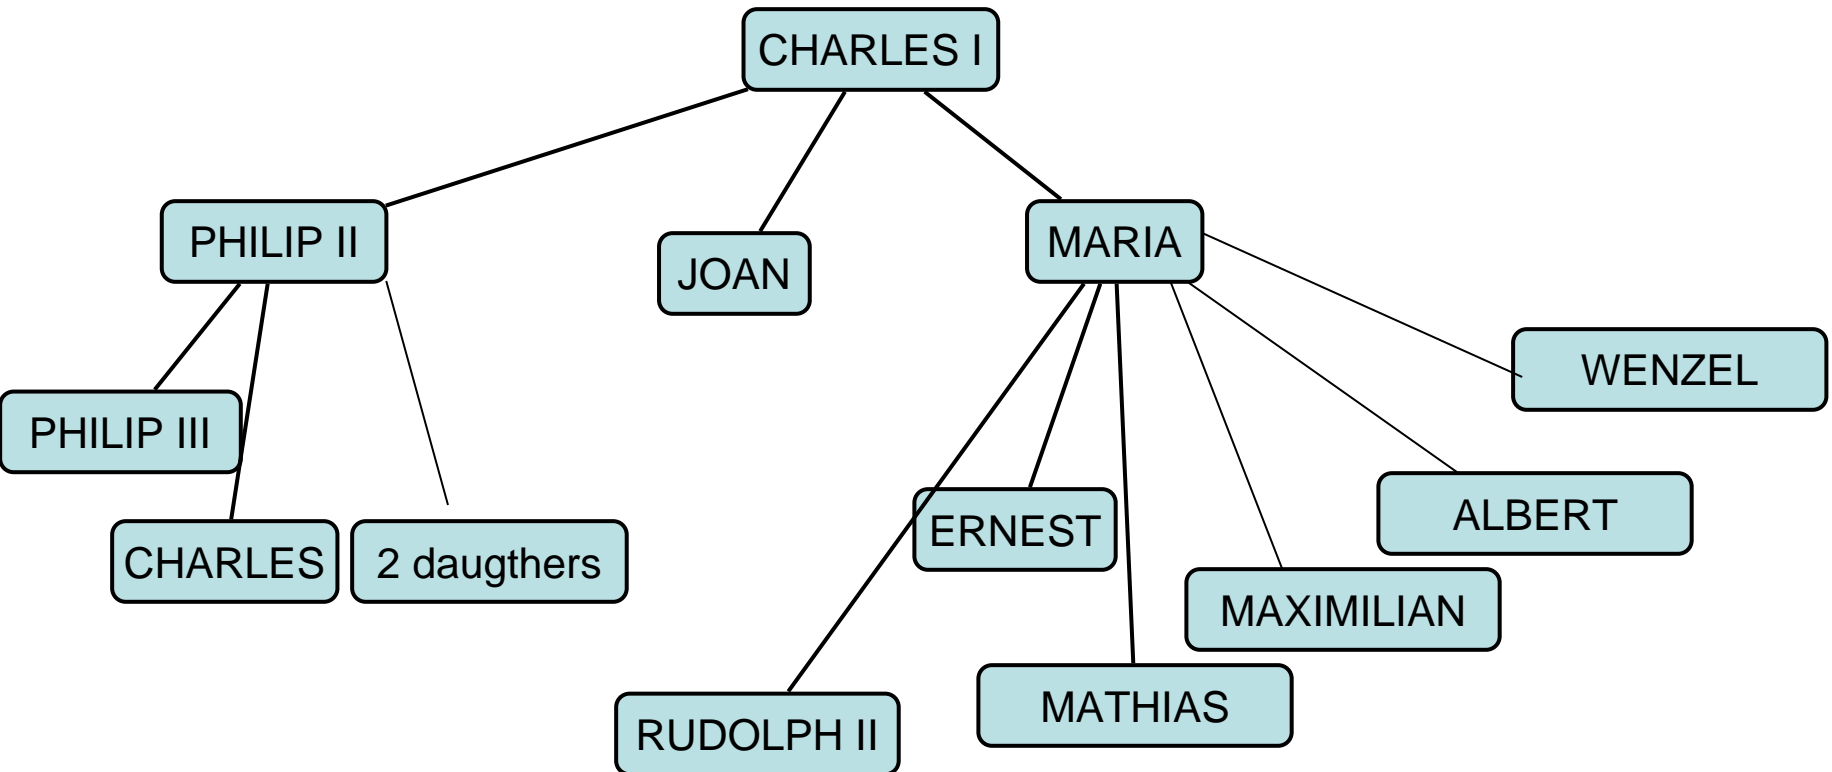 CHARLES I
PHILIP II
JOAN
MARIA
WENZEL
PHILIP III
ALBERT
ERNEST
CHARLES
2 daugthers
MAXIMILIAN
MATHIAS
RUDOLPH II